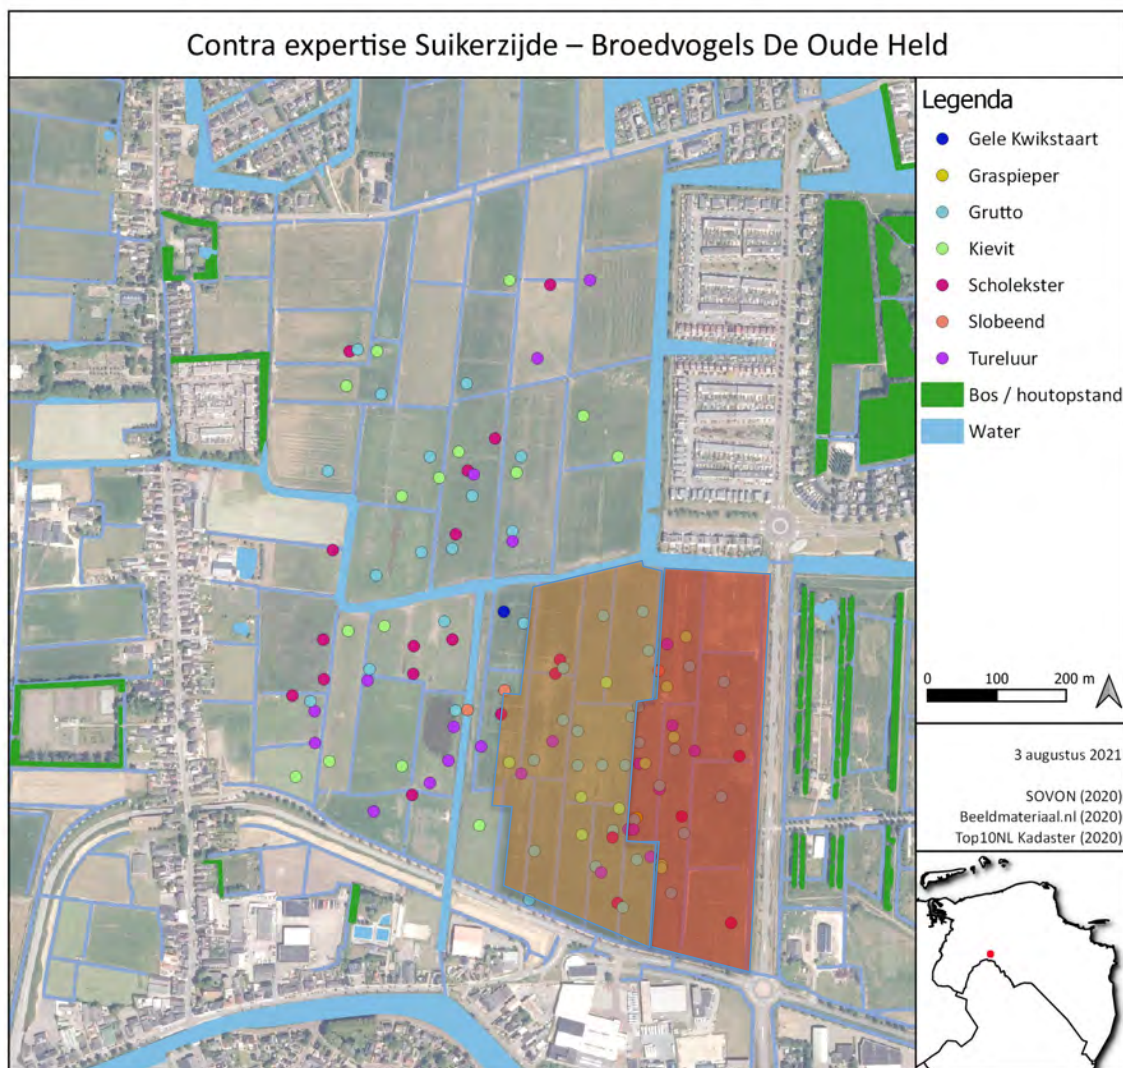 Contra expertise Suikerzijde – Broedvogels De Oude Held
Legenda
Gele Kwikstaart
Graspieper
Grutto
Kievit
Scholekster
Slobeend
Tureluur
Bos / houtopstand
Water
0 100 200 m
3 augustus 2021
SOVON (2020)
Beeldmateriaal.nl (2020)
Top10NL Kadaster (2020)